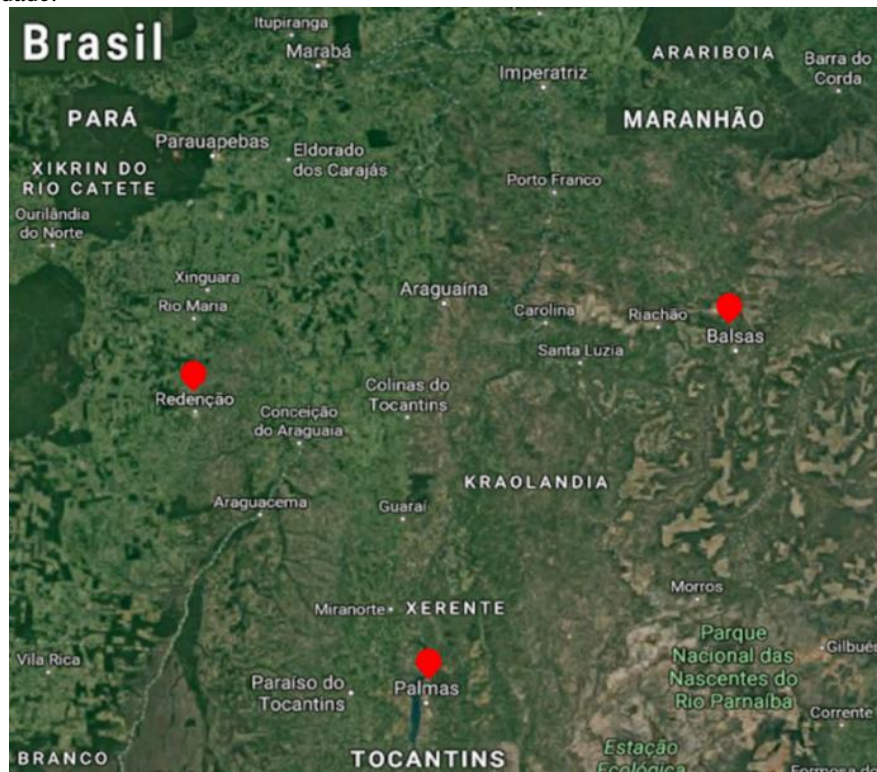 Brasil
Itupiranga
Marabá
Imperatriz
ARARIBOIA
Barra do
Corda
PARÁ
MARANHÃO
Parauapebas
Eldorado
dos Carajás
XIKRIN DO
RIO CATETE
Porto Franco
Ourilândia
do Norte
Xinguara
Rio Maria
Araguaína
Carolina
Riachão
Balsas
Santa Luzia
Redenção
Colinas do
Tocantins
Conceição
do Araguaia
KRAOLANDIA
Araguacema
Guaraí
Morros
Miranorte
XERENTE
Parque
Nacional das
Nascentes do
Rio Parnaíba
Gilbués
Vila Rica
Paraíso do
Tocantins
Palmas
Corrente
BRANCO
TOCANTINS
Estação
Ecológica